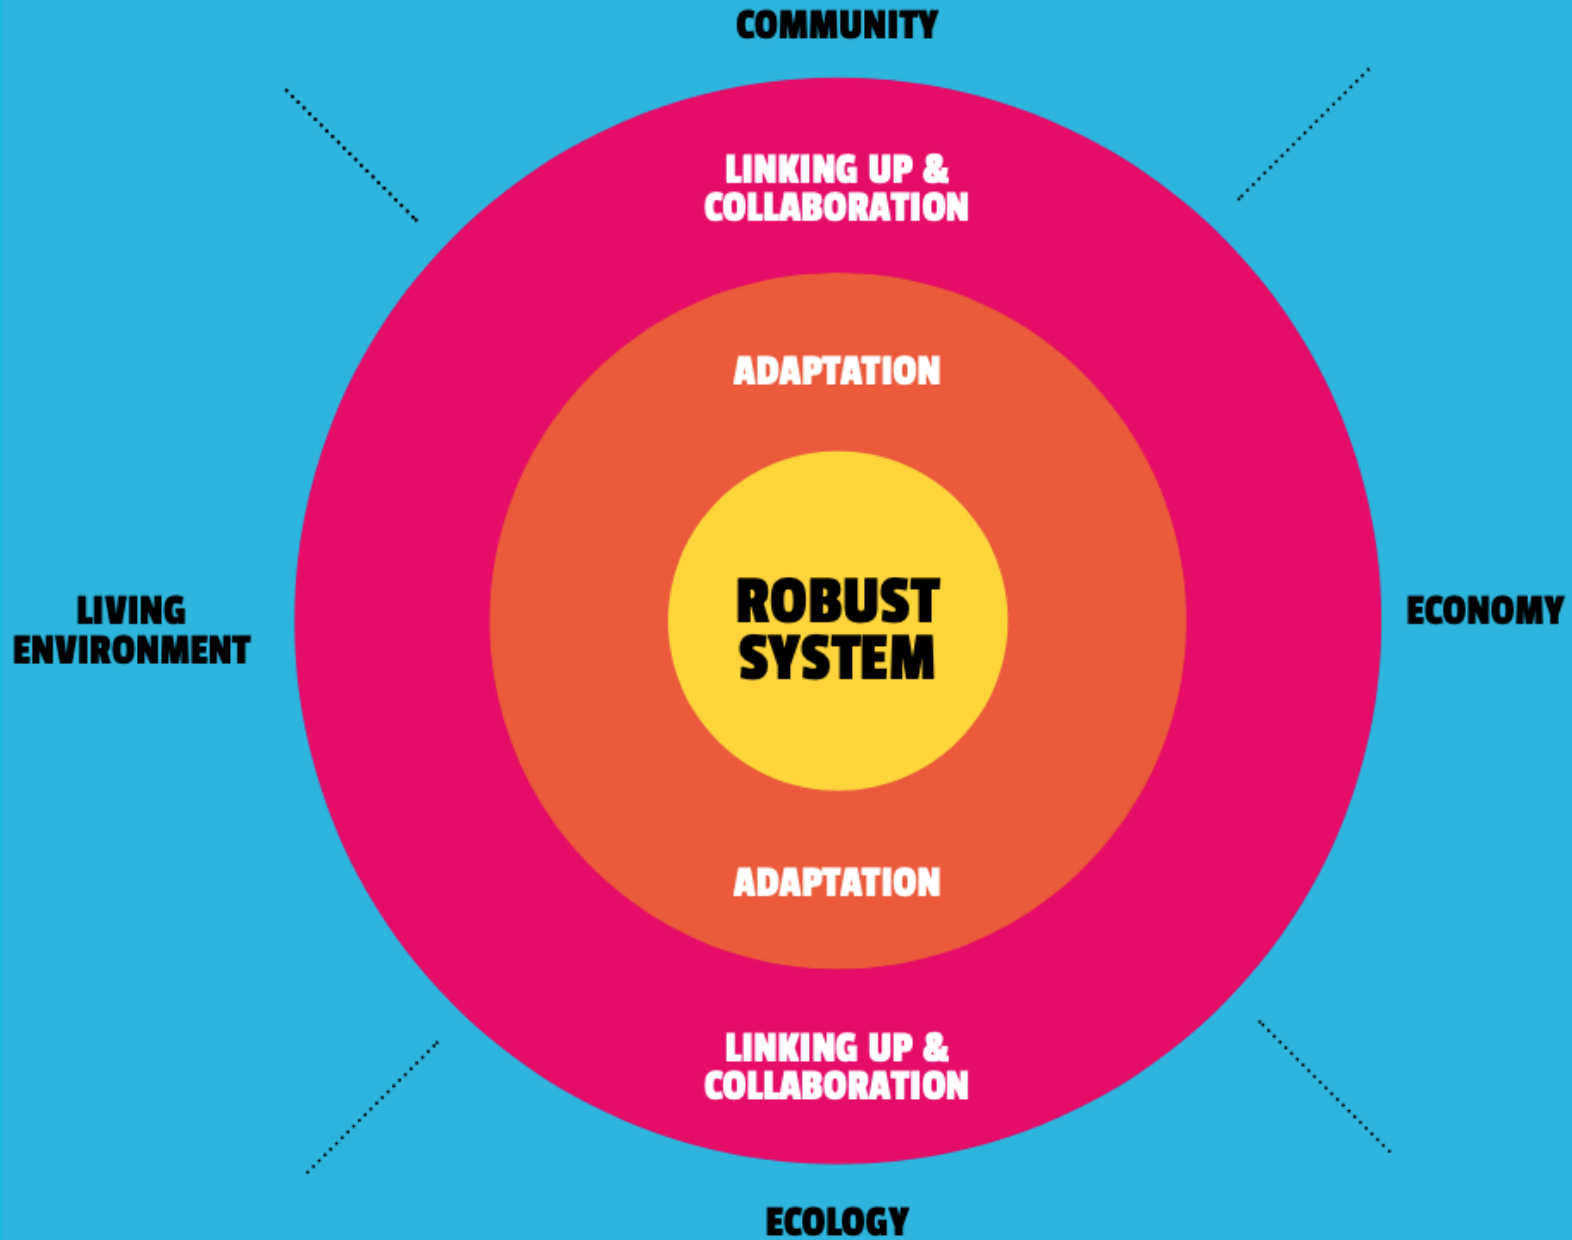 COMMUNITY
LINKING UP &
COLLABORATION
ADAPTATION
ROBUST
SYSTEM
LIVING
ENVIRONMENT
ECONOMY
ADAPTATION
LINKING UP &
COLLABORATION
ECOLOGY